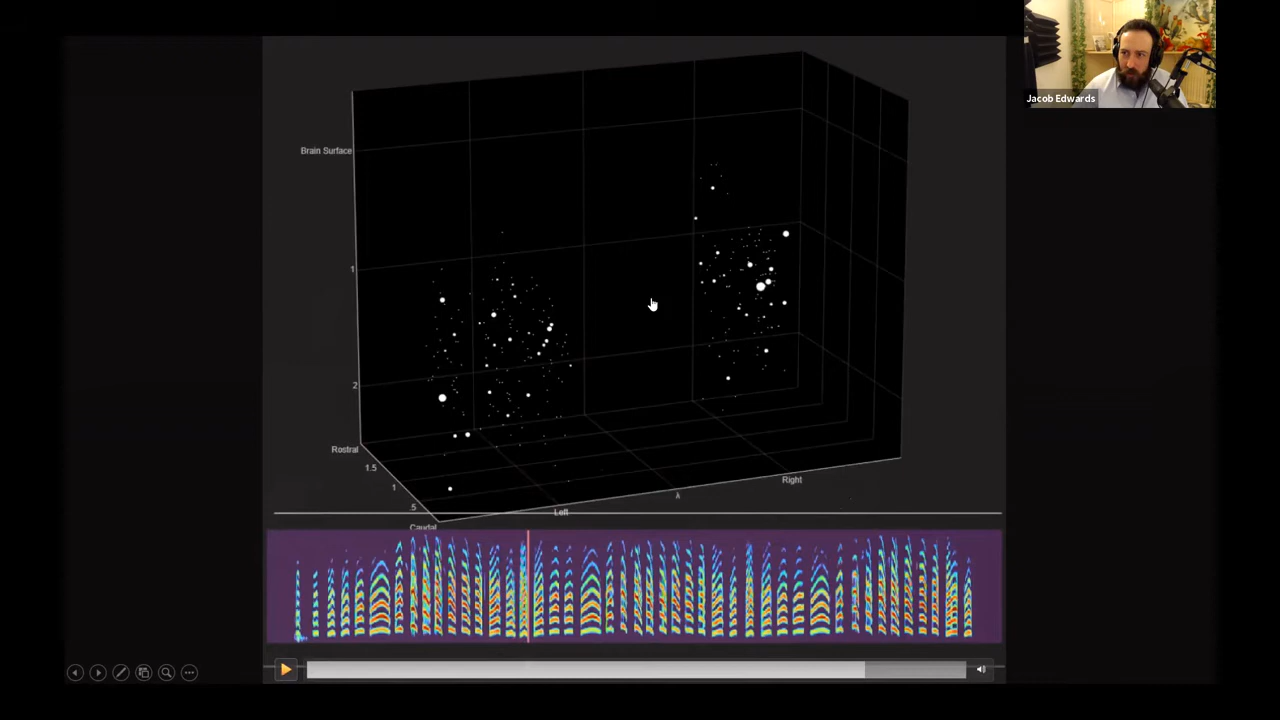 Jacob Edwards
Brain Surface
1
2
Rostral
1.5
1
.5
Caudal
Left
λ
Right